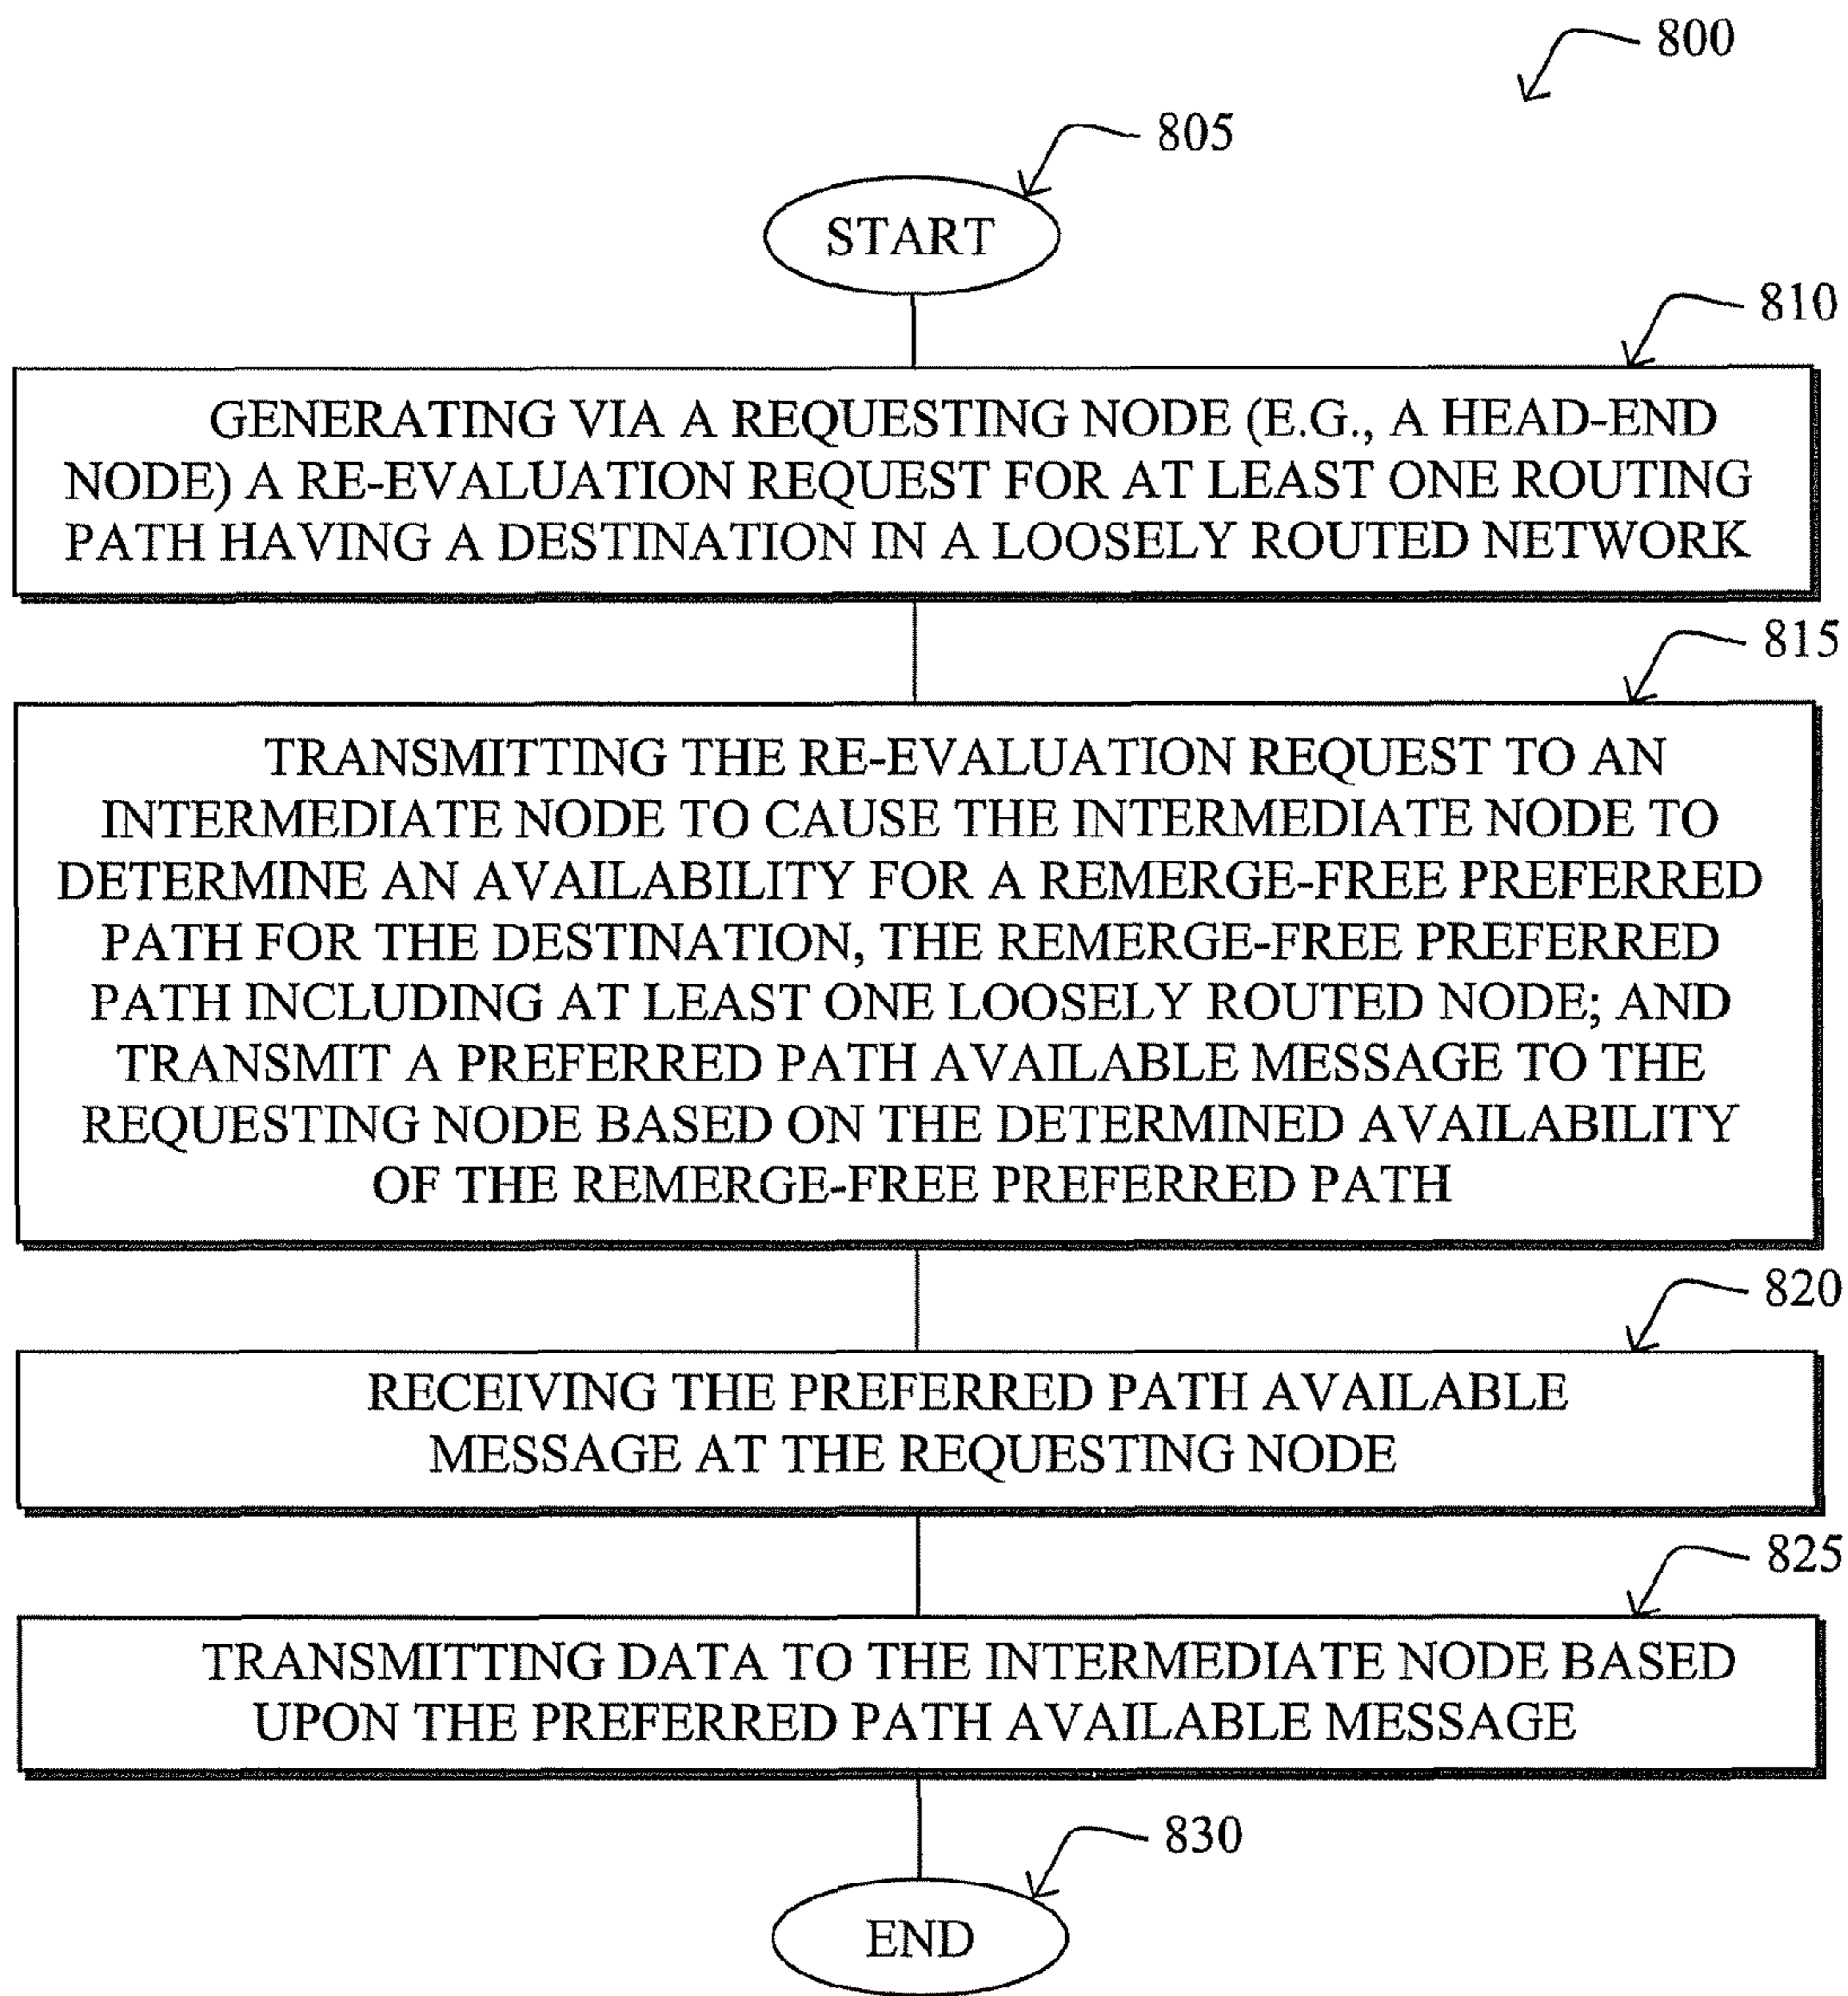 800
805
START
810
GENERATING VIA A REQUESTING NODE (E.G., A HEAD-END
NODE) A RE-EVALUATION REQUEST FOR AT LEAST ONE ROUTING
PATH HAVING A DESTINATION IN A LOOSELY ROUTED NETWORK
815
TRANSMITTING THE RE-EVALUATION REQUEST TO AN
INTERMEDIATE NODE TO CAUSE THE INTERMEDIATE NODE TO
DETERMINE AN AVAILABILITY FOR A REMERGE-FREE PREFERRED
PATH FOR THE DESTINATION, THE REMERGE-FREE PREFERRED
PATH INCLUDING AT LEAST ONE LOOSELY ROUTED NODE; AND
TRANSMIT A PREFERRED PATH AVAILABLE MESSAGE TO THE
REQUESTING NODE BASED ON THE DETERMINED AVAILABILITY
OF THE REMERGE-FREE PREFERRED PATH
820
RECEIVING THE PREFERRED PATH AVAILABLE
MESSAGE AT THE REQUESTING NODE
825
TRANSMITTING DATA TO THE INTERMEDIATE NODE BASED
UPON THE PREFERRED PATH AVAILABLE MESSAGE
830
END